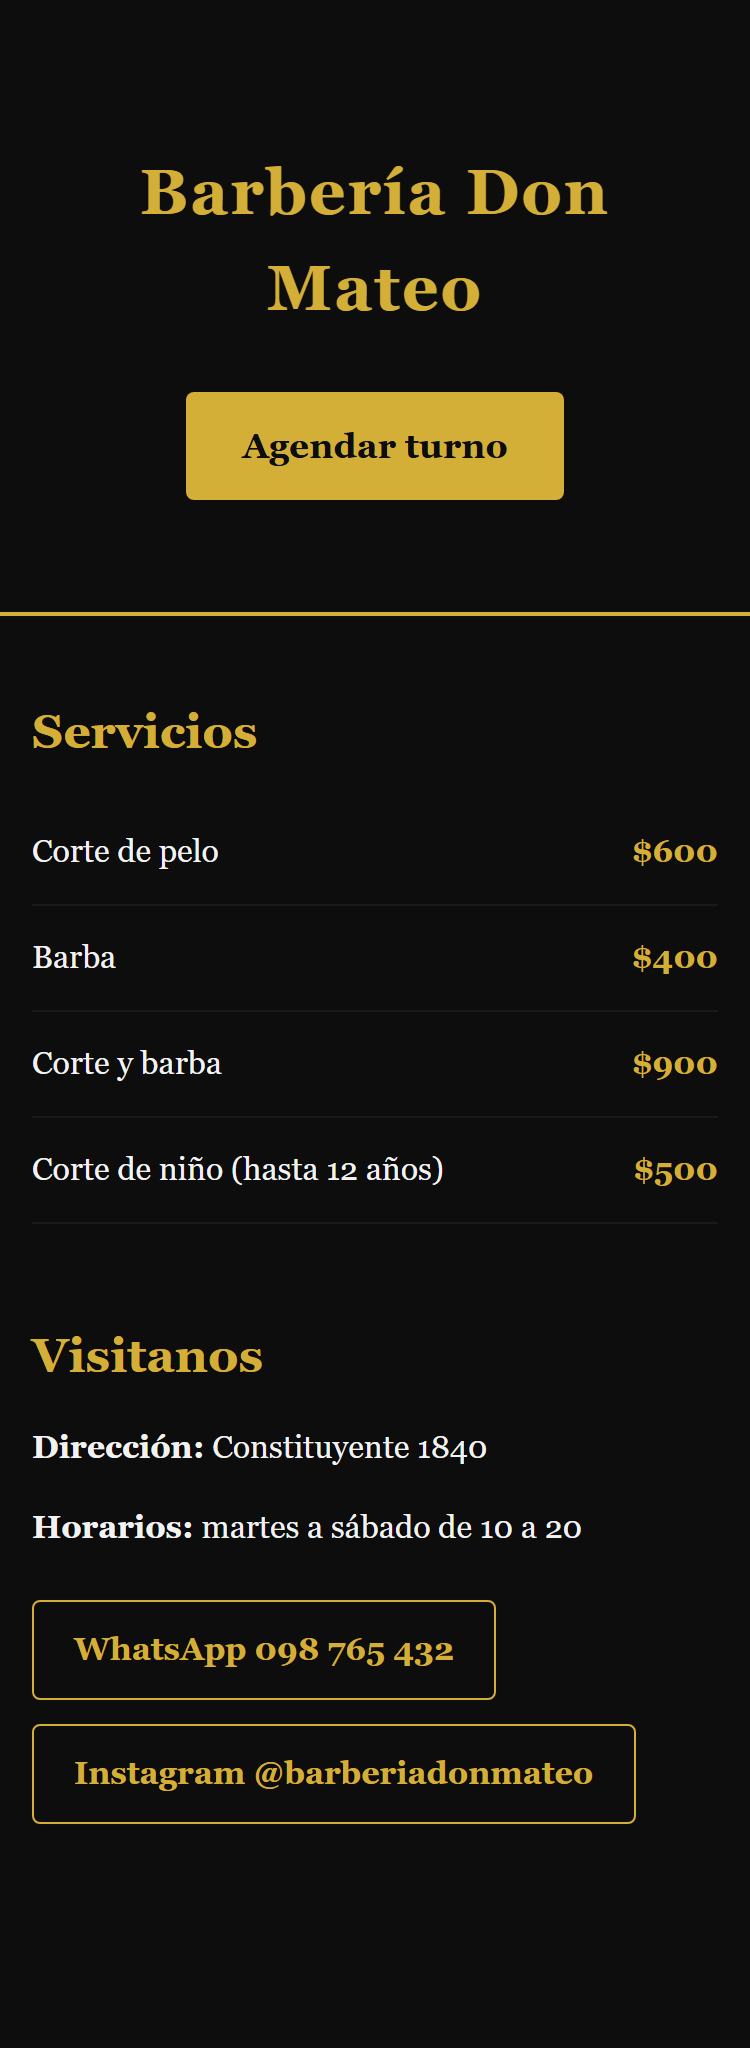 Barbería Don
Mateo
Agendar turno
Servicios
Corte de pelo $600
Barba $400
Corte y barba $900
Corte de niño (hasta 12 años) $500
Visitanos
Dirección: Constituyente 1840
Horarios: martes a sábado de 10 a 20
WhatsApp 098 765 432
Instagram @barberiadonmateo